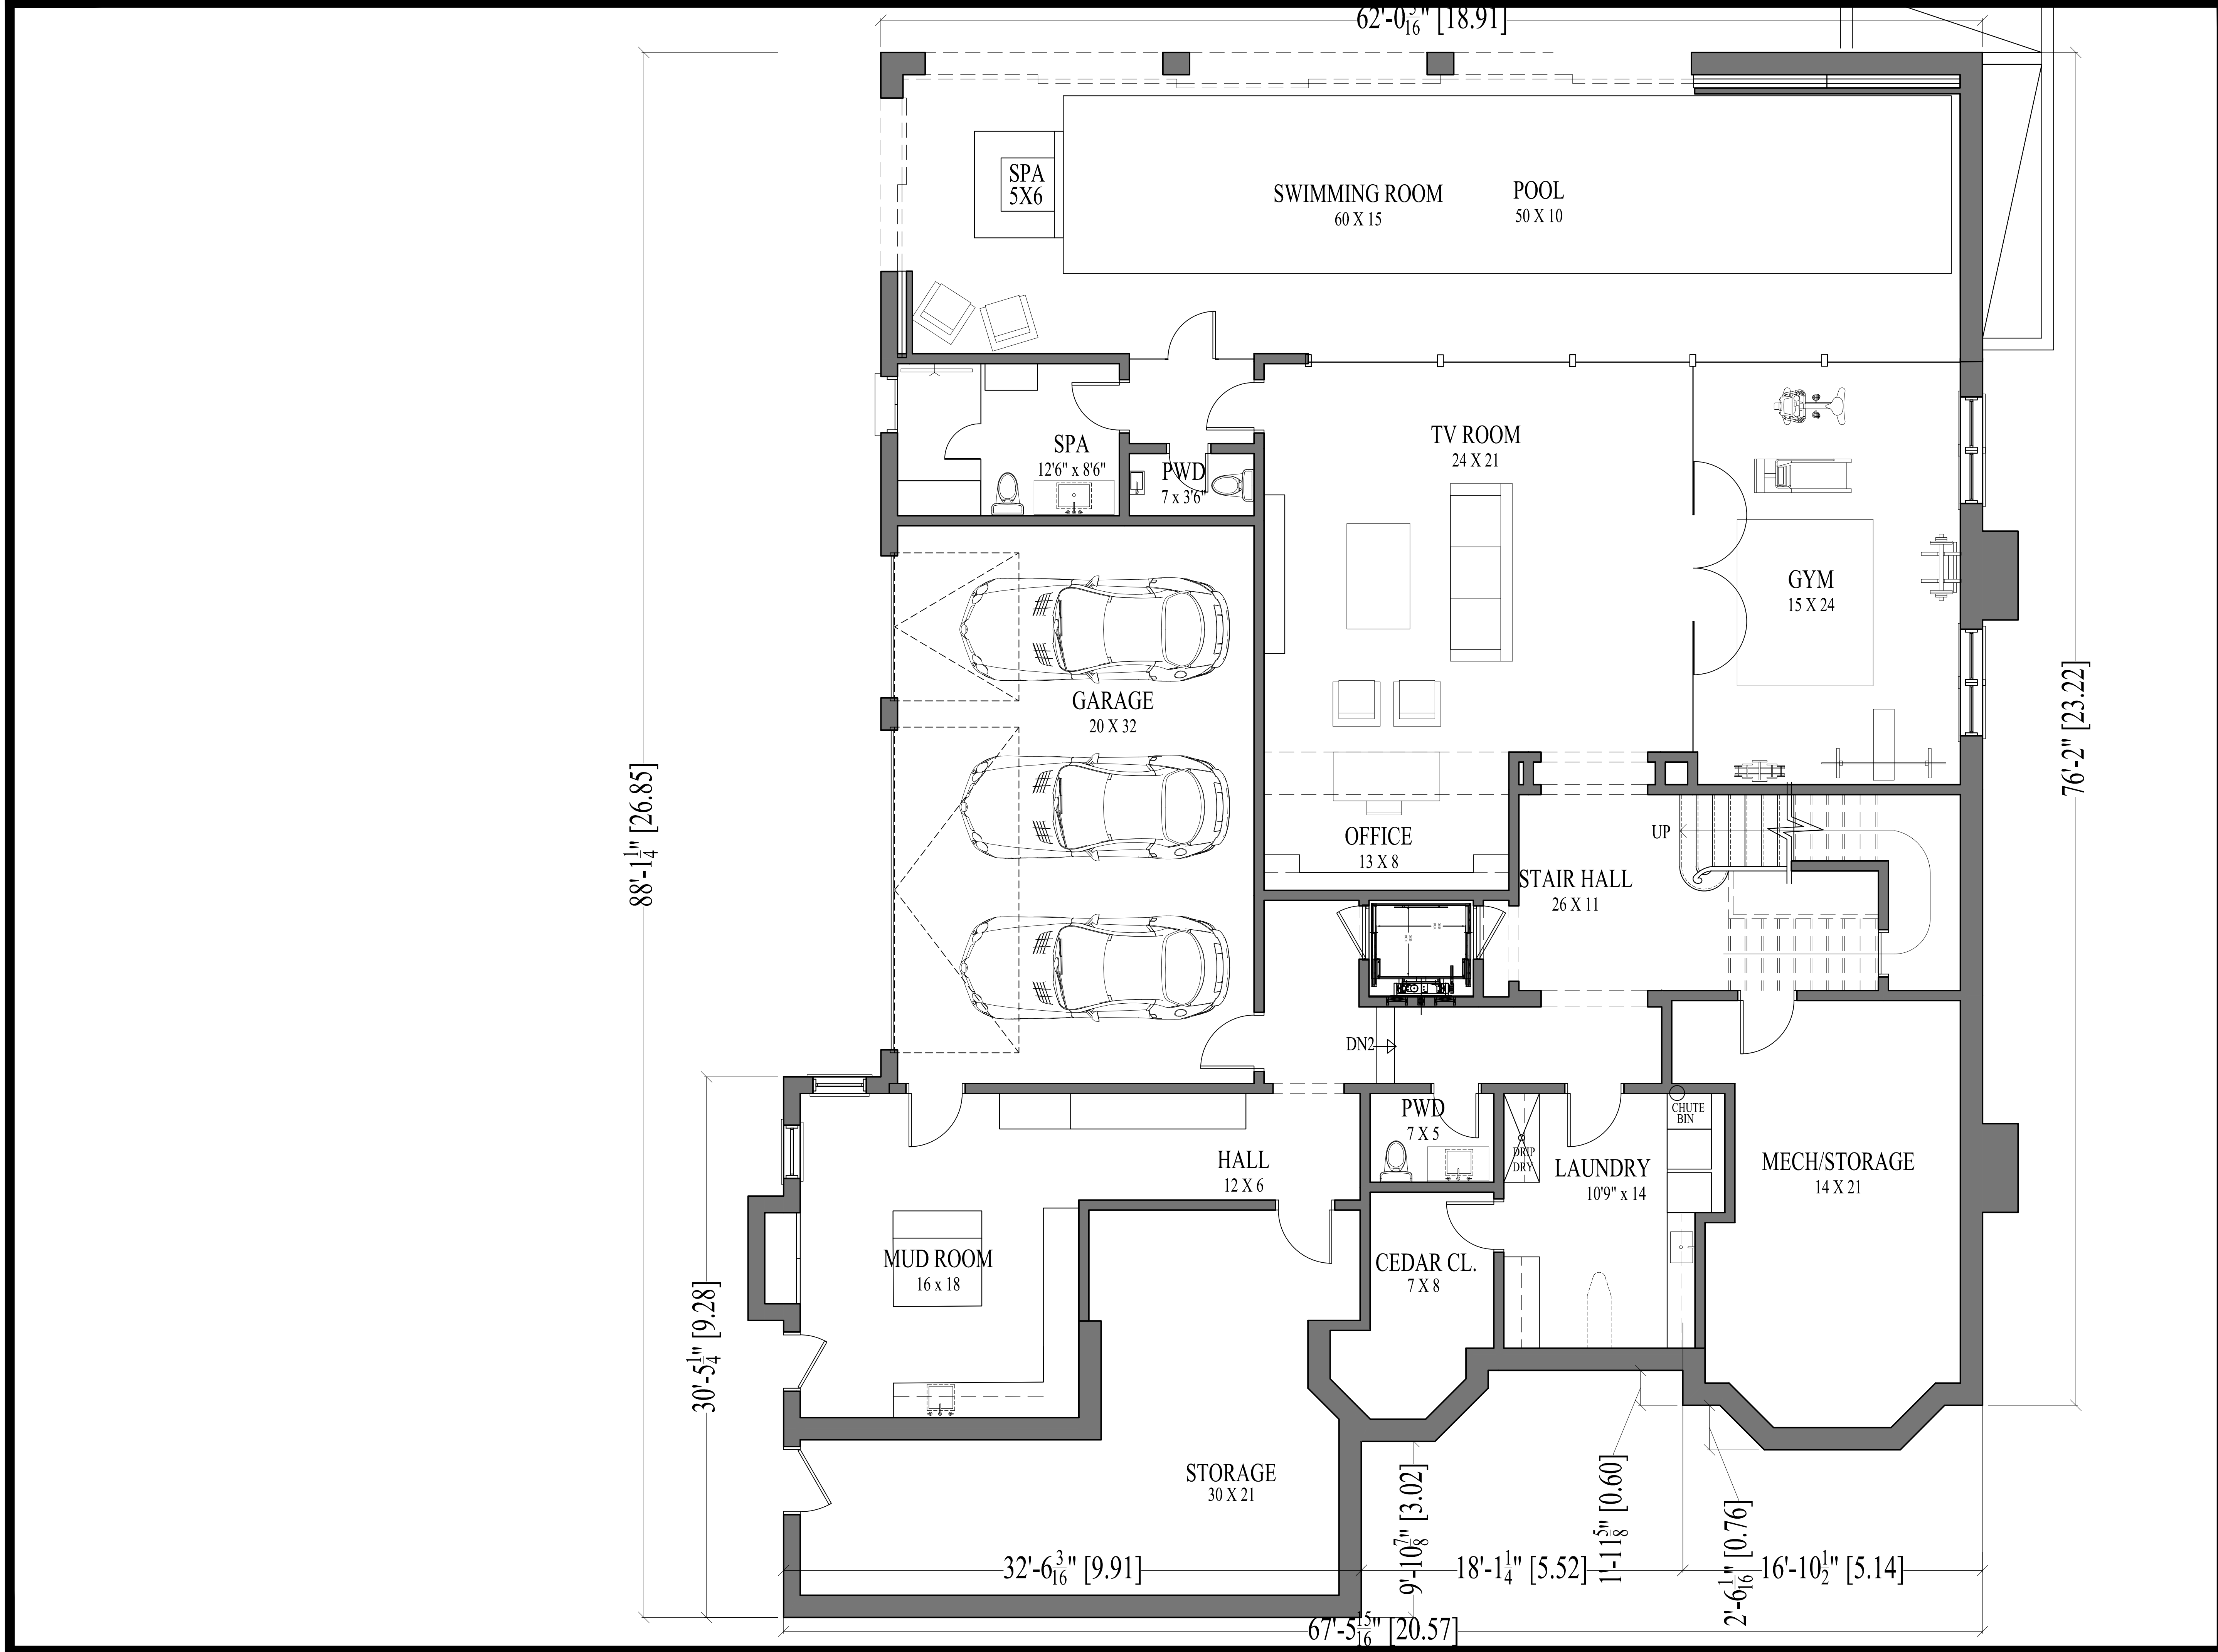 62'-0 3/16" [18.91]
SPA
5X6
SWIMMING ROOM
60 X 15
POOL
50 X 10
SPA
12'6" x 8'6"
PWD
7 x 3'6"
TV ROOM
24 X 21
GYM
15 X 24
GARAGE
20 X 32
76'-2" [23.22]
88'-1 1/4" [26.85]
OFFICE
13 X 8
UP
STAIR HALL
26 X 11
DN2
PWD
7 X 5
CHUTE
BIN
DRIP
DRY
LAUNDRY
10'9" x 14
MECH/STORAGE
14 X 21
HALL
12 X 6
MUD ROOM
16 x 18
CEDAR CL.
7 X 8
30'-5 1/4" [9.28]
STORAGE
30 X 21
9'-10 7/8" [3.02]
1'-11 5/8" [0.60]
2'-6 1/16" [0.76]
32'-6 3/16" [9.91]
18'-1 1/4" [5.52]
16'-10 1/2" [5.14]
67'-5 15/16" [20.57]